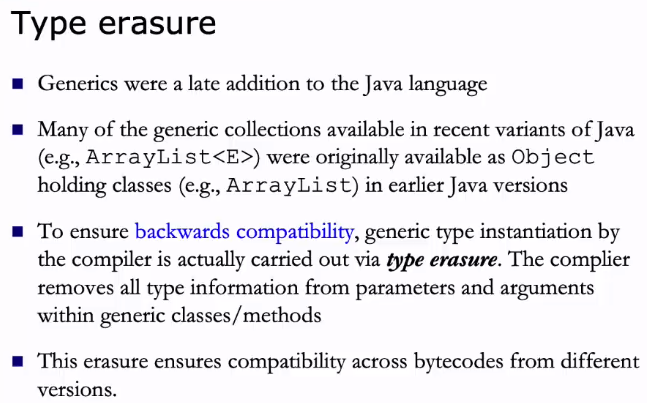 Type erasure
Generics were a late addition to the Java language
Many of the generic collections available in recent variants of Java
(e.g., ArrayList<E>) were originally available as Object
holding classes (e.g., ArrayList) in earlier Java versions
To ensure backwards compatibility, generic type instantiation by
the compiler is actually carried out via type erasure. The complier
removes all type information from parameters and arguments
within generic classes/methods
This erasure ensures compatibility across bytecodes from different
versions.